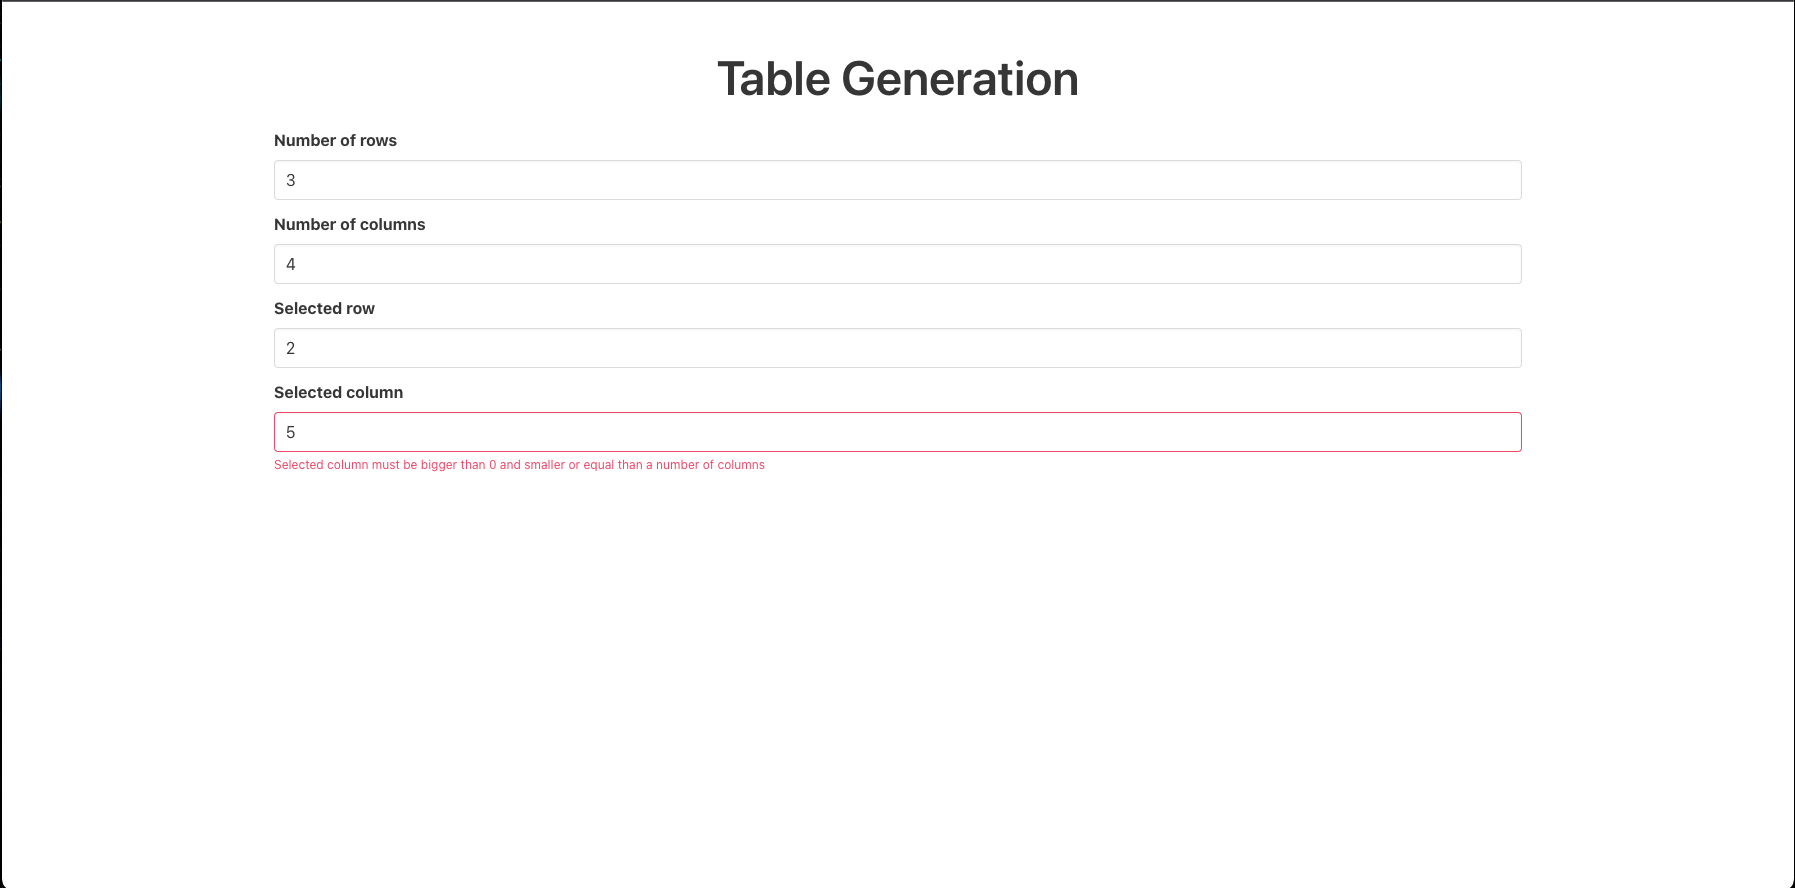 Table Generation
Number of rows
3
Number of columns
4
Selected row
2
Selected column
5
Selected column must be bigger than 0 and smaller or equal than a number of columns